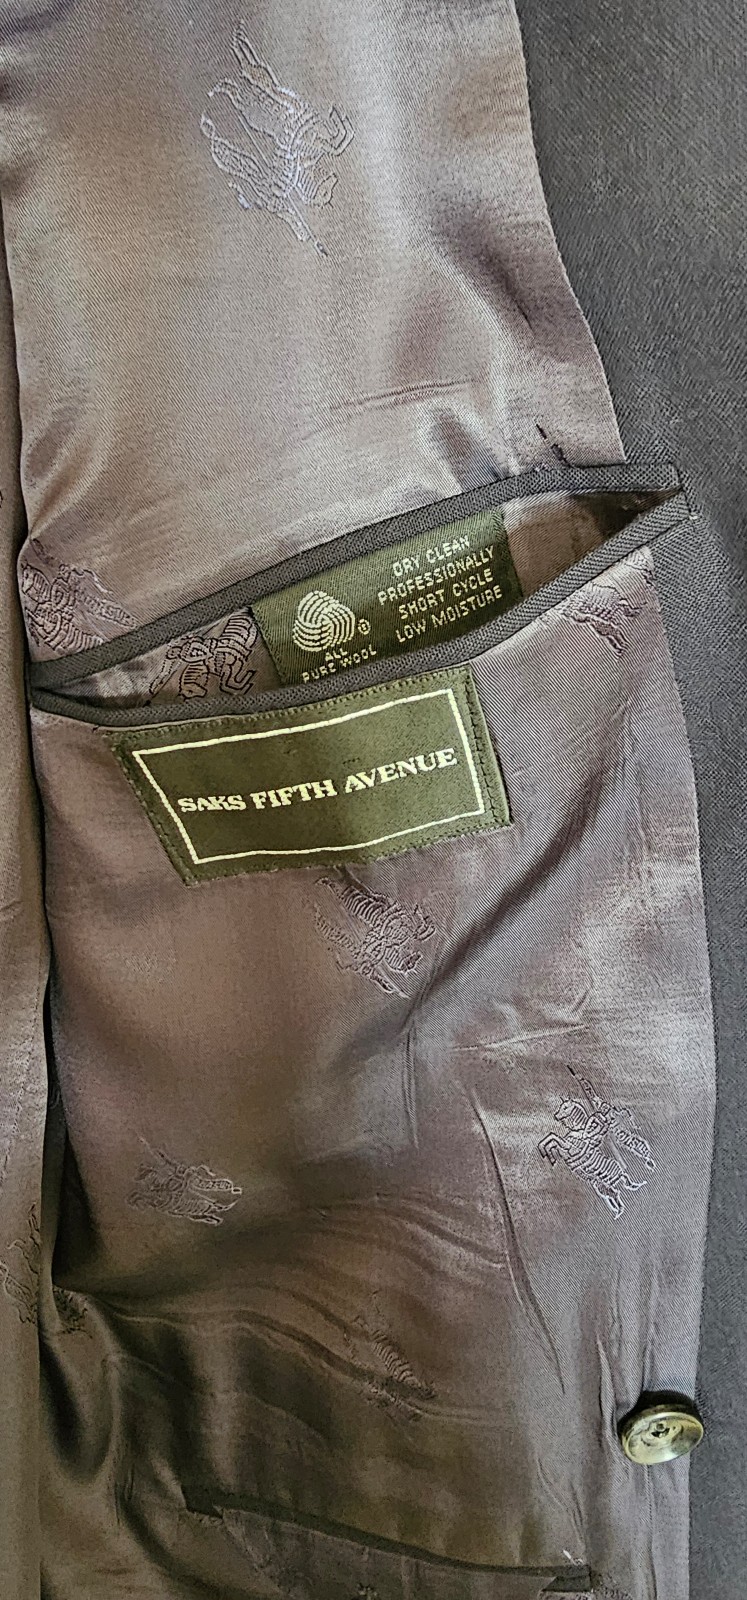 DRY CLEAN
PROFESSIONALLY
SHORT CYCLE
LOW MOISTURE
®
ALL
PURE WOOL
SAKS FIFTH AVENUE